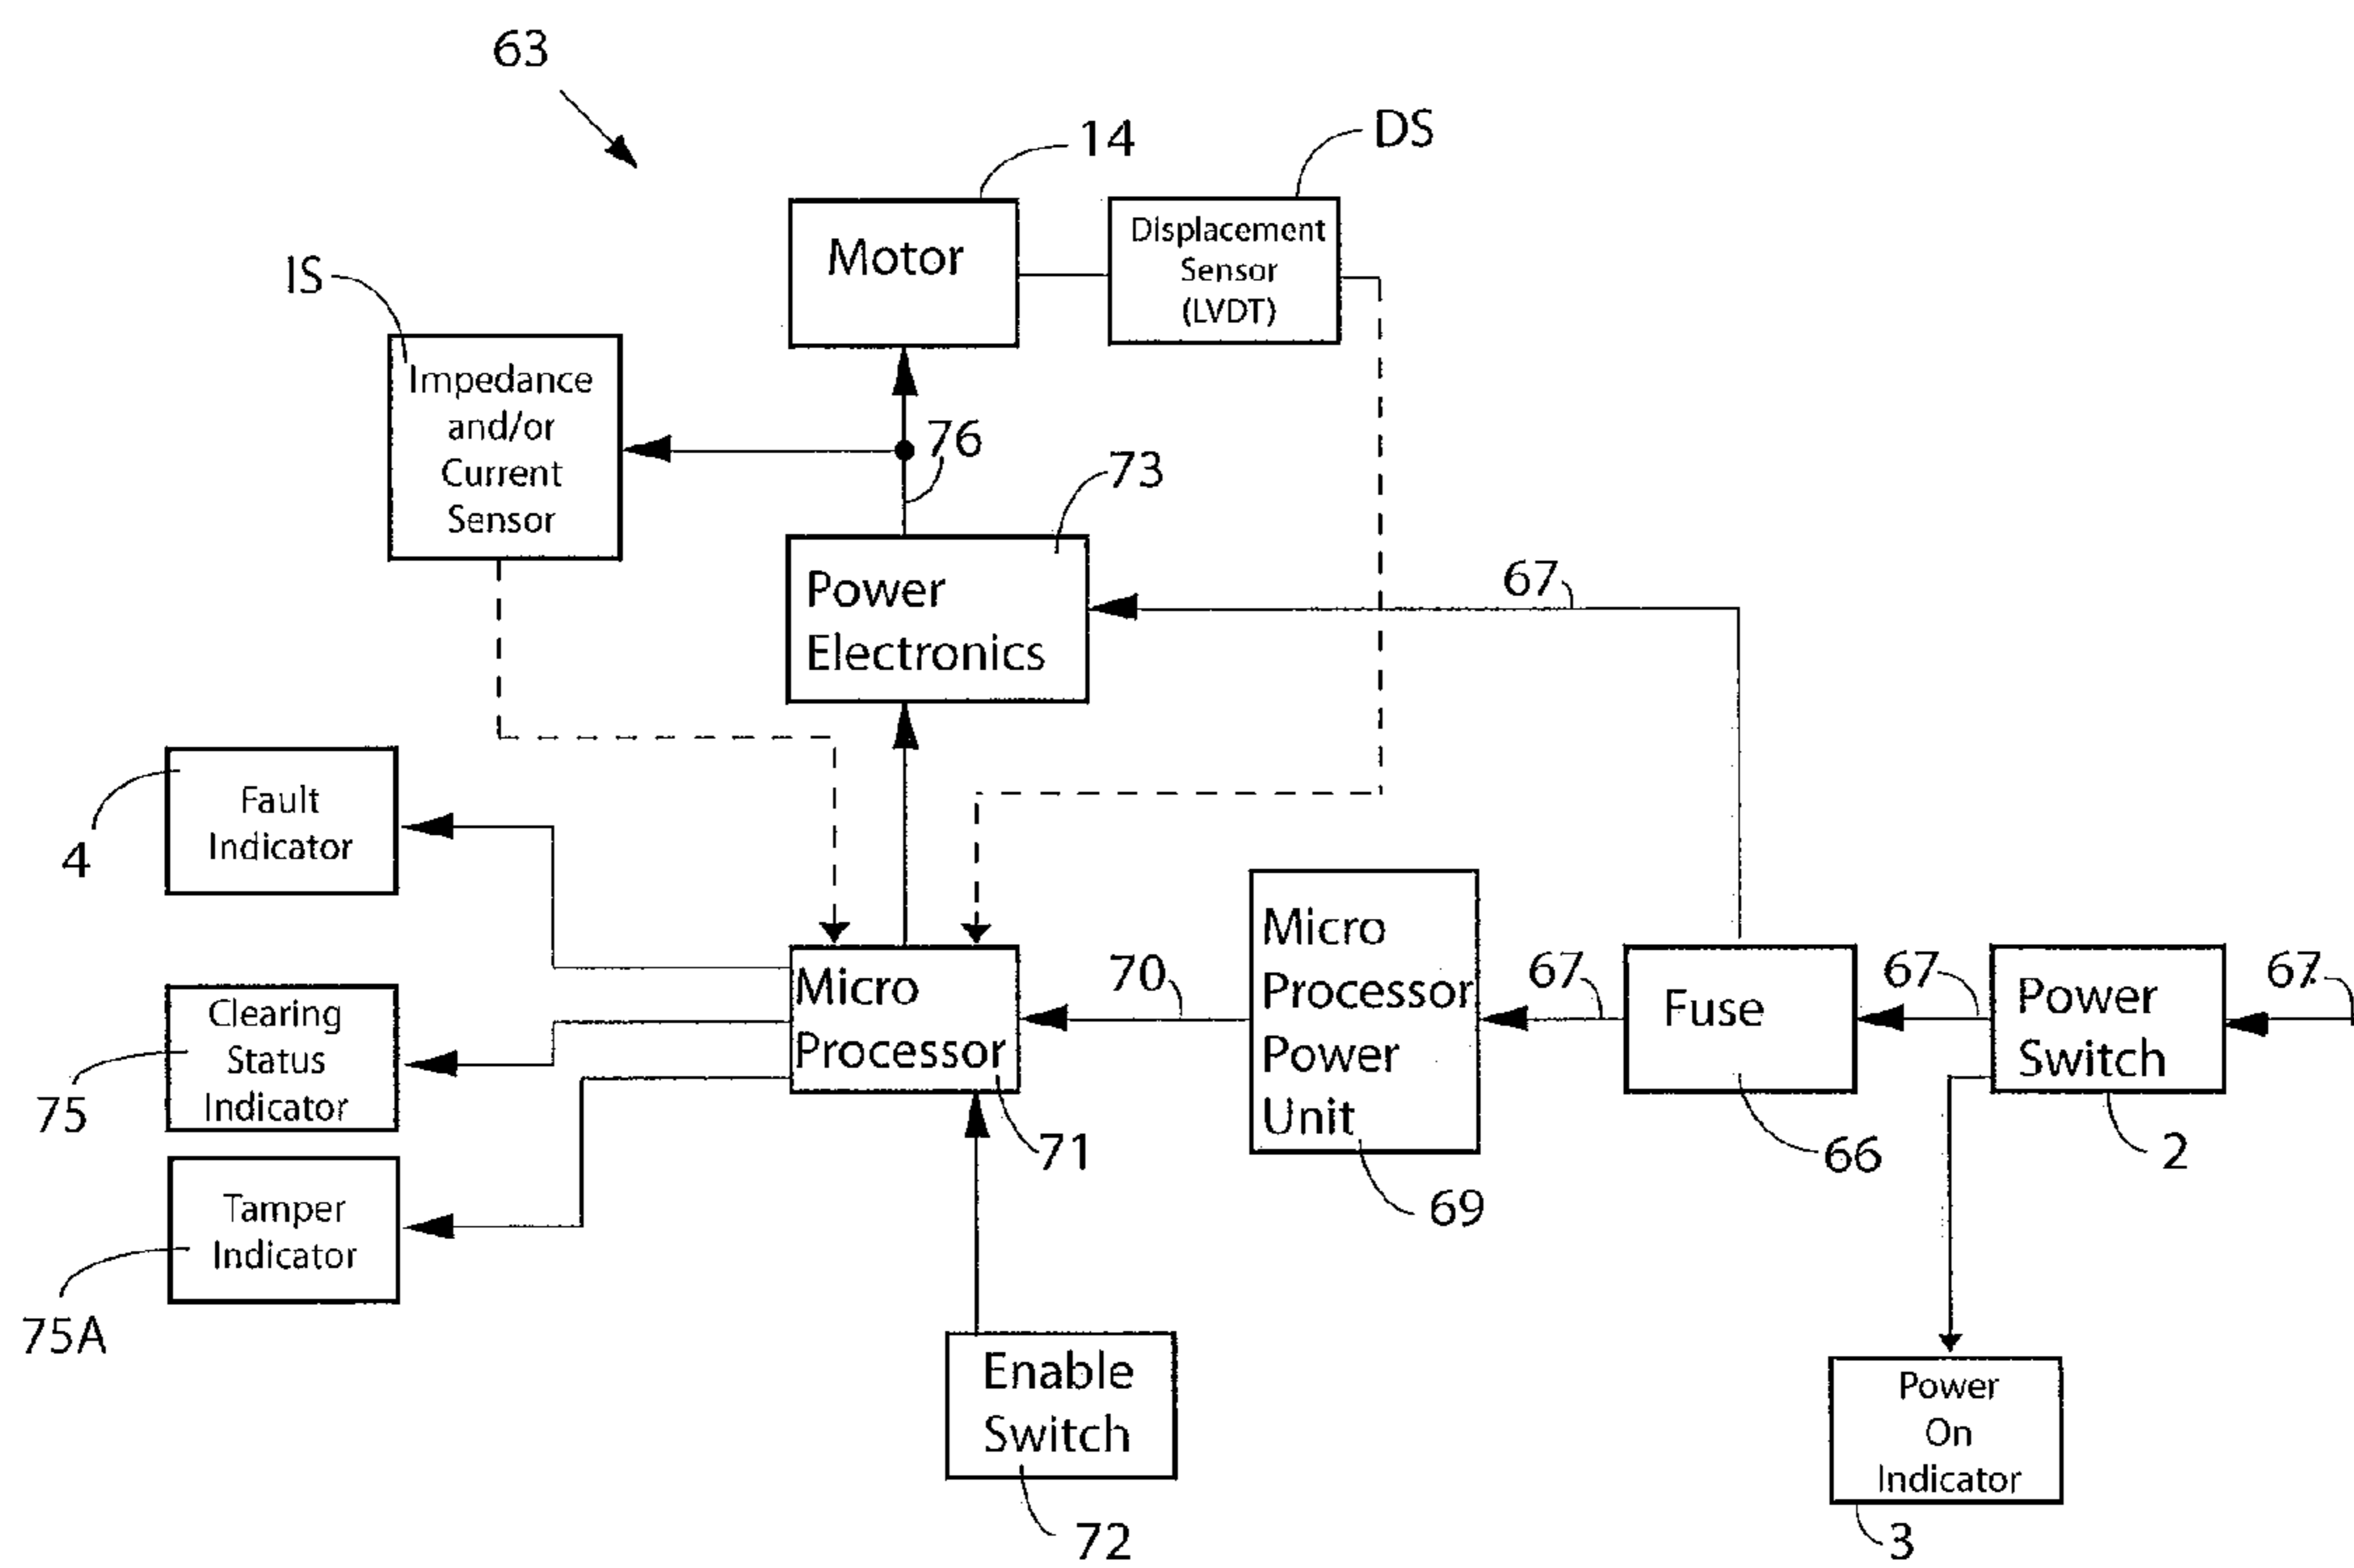 63
14
DS
Motor
Displacement
Sensor
(LVDT)
IS
Impedance
and/or
Current
Sensor
76
73
Power
Electronics
67
4
Fault
Indicator
75
Clearing
Status
Indicator
75A
Tamper
Indicator
Micro
Processor
71
70
Micro
Processor
Power
Unit
69
67
Fuse
66
67
Power
Switch
2
67
Enable
Switch
72
Power
On
Indicator
3